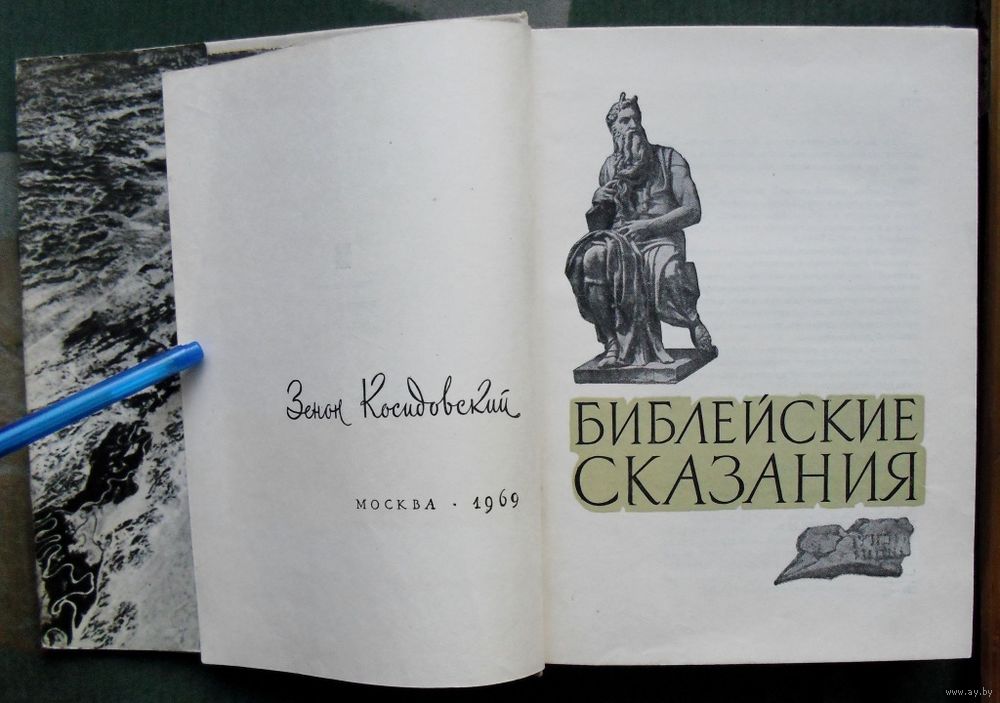 Зенон Косидовский
МОСКВА · 1969
БИБЛЕЙСКИЕ
СКАЗАНИЯ
www.ay.by